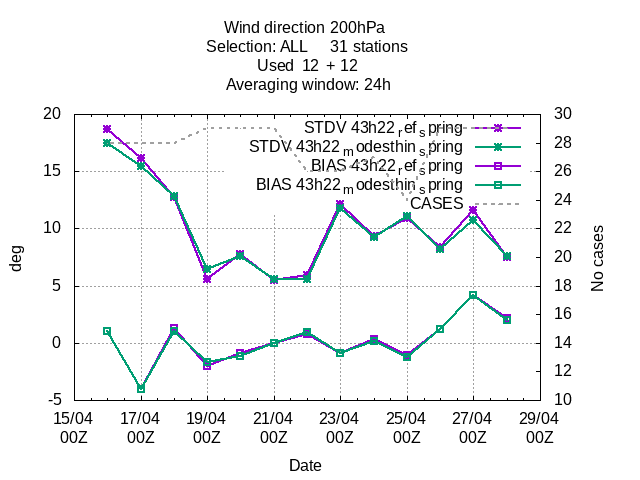 Wind direction 200hPa
Selection: ALL 31 stations
Used 12 + 12
Averaging window: 24h
20 30
STDV 43h22_ref_spring
28
STDV 43h22_modesthin_spring
15 BIAS 43h22_ref_spring 26
BIAS 43h22_modesthin_spring
24
CASES
10 22
deg
20
No cases
5 18
16
0 14
12
-5 10
15/04 17/04 19/04 21/04 23/04 25/04 27/04 29/04
00Z 00Z 00Z 00Z 00Z 00Z 00Z 00Z
Date